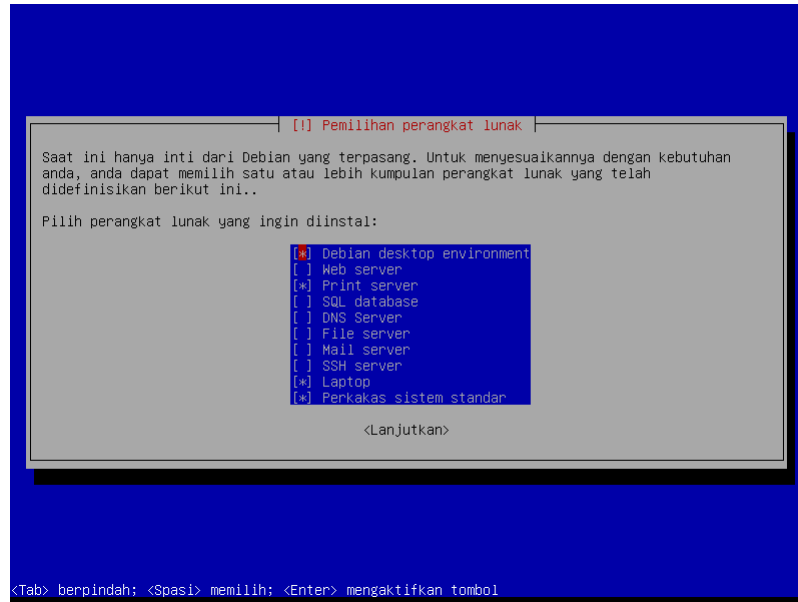 [!] Pemilihan perangkat lunak
Saat ini hanya inti dari Debian yang terpasang. Untuk menyesuaikannya dengan kebutuhan
anda, anda dapat memilih satu atau lebih kumpulan perangkat lunak yang telah
didefinisikan berikut ini..
Pilih perangkat lunak yang ingin diinstal:
[*] Debian desktop environment
[ ] Web server
[*] Print server
[ ] SQL database
[ ] DNS Server
[ ] File server
[ ] Mail server
[ ] SSH server
[*] Laptop
[*] Perkakas sistem standar
<Lanjutkan>
<Tab> berpindah; <Spasi> memilih; <Enter> mengaktifkan tombol